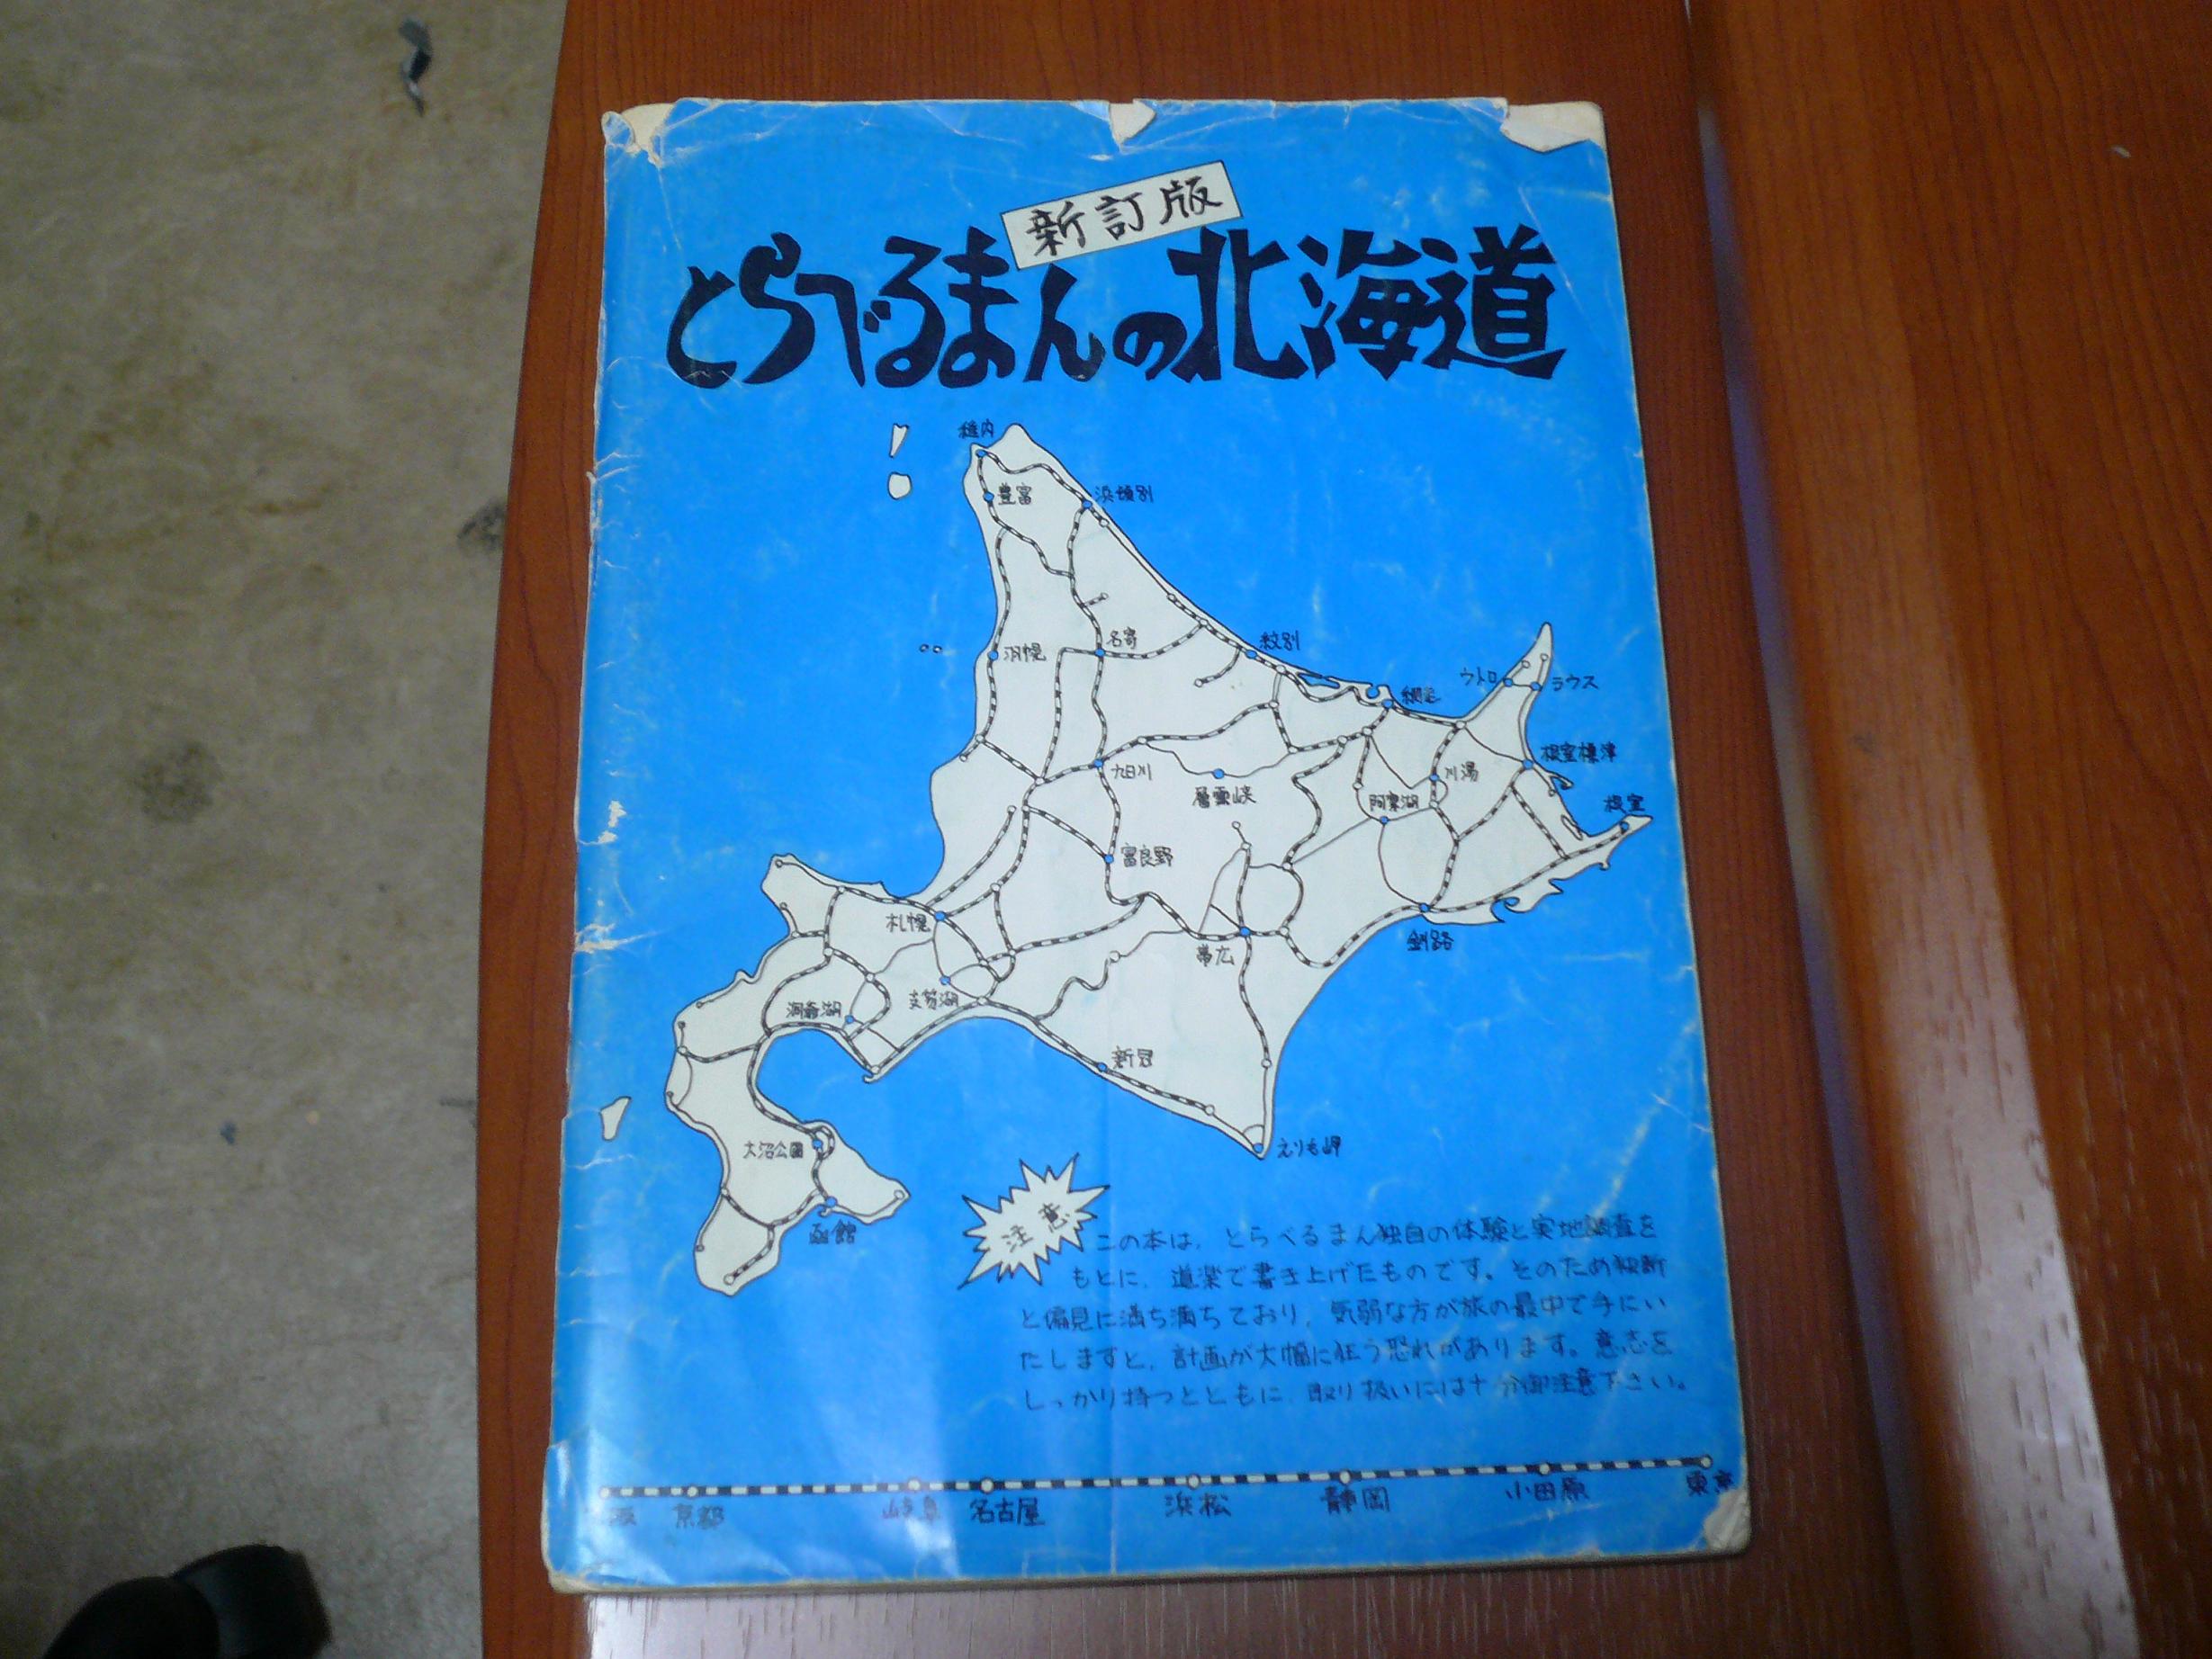 新訂版
とらべるまんの北海道
稚内
豊富
浜頓別
羽幌
名寄
紋別
網走
ウトロ
ラウス
根室標津
旭川
層雲峡
川湯
阿寒湖
根室
富良野
札幌
帯広
釧路
洞爺湖
支笏湖
新冠
大沼公園
えりも岬
函館
注意
この本は、とらべるまん独自の体験と実地調査を
もとに、道楽で書き上げたものです。そのため独断
と偏見に満ち満ちており、気弱な方が旅の最中で手にい
たしますと、計画が大幅に狂う恐れがあります。意志を
しっかり持つとともに、取り扱いには十分御注意下さい。
阪 京都 岐阜 名古屋 浜松 静岡 小田原 東京